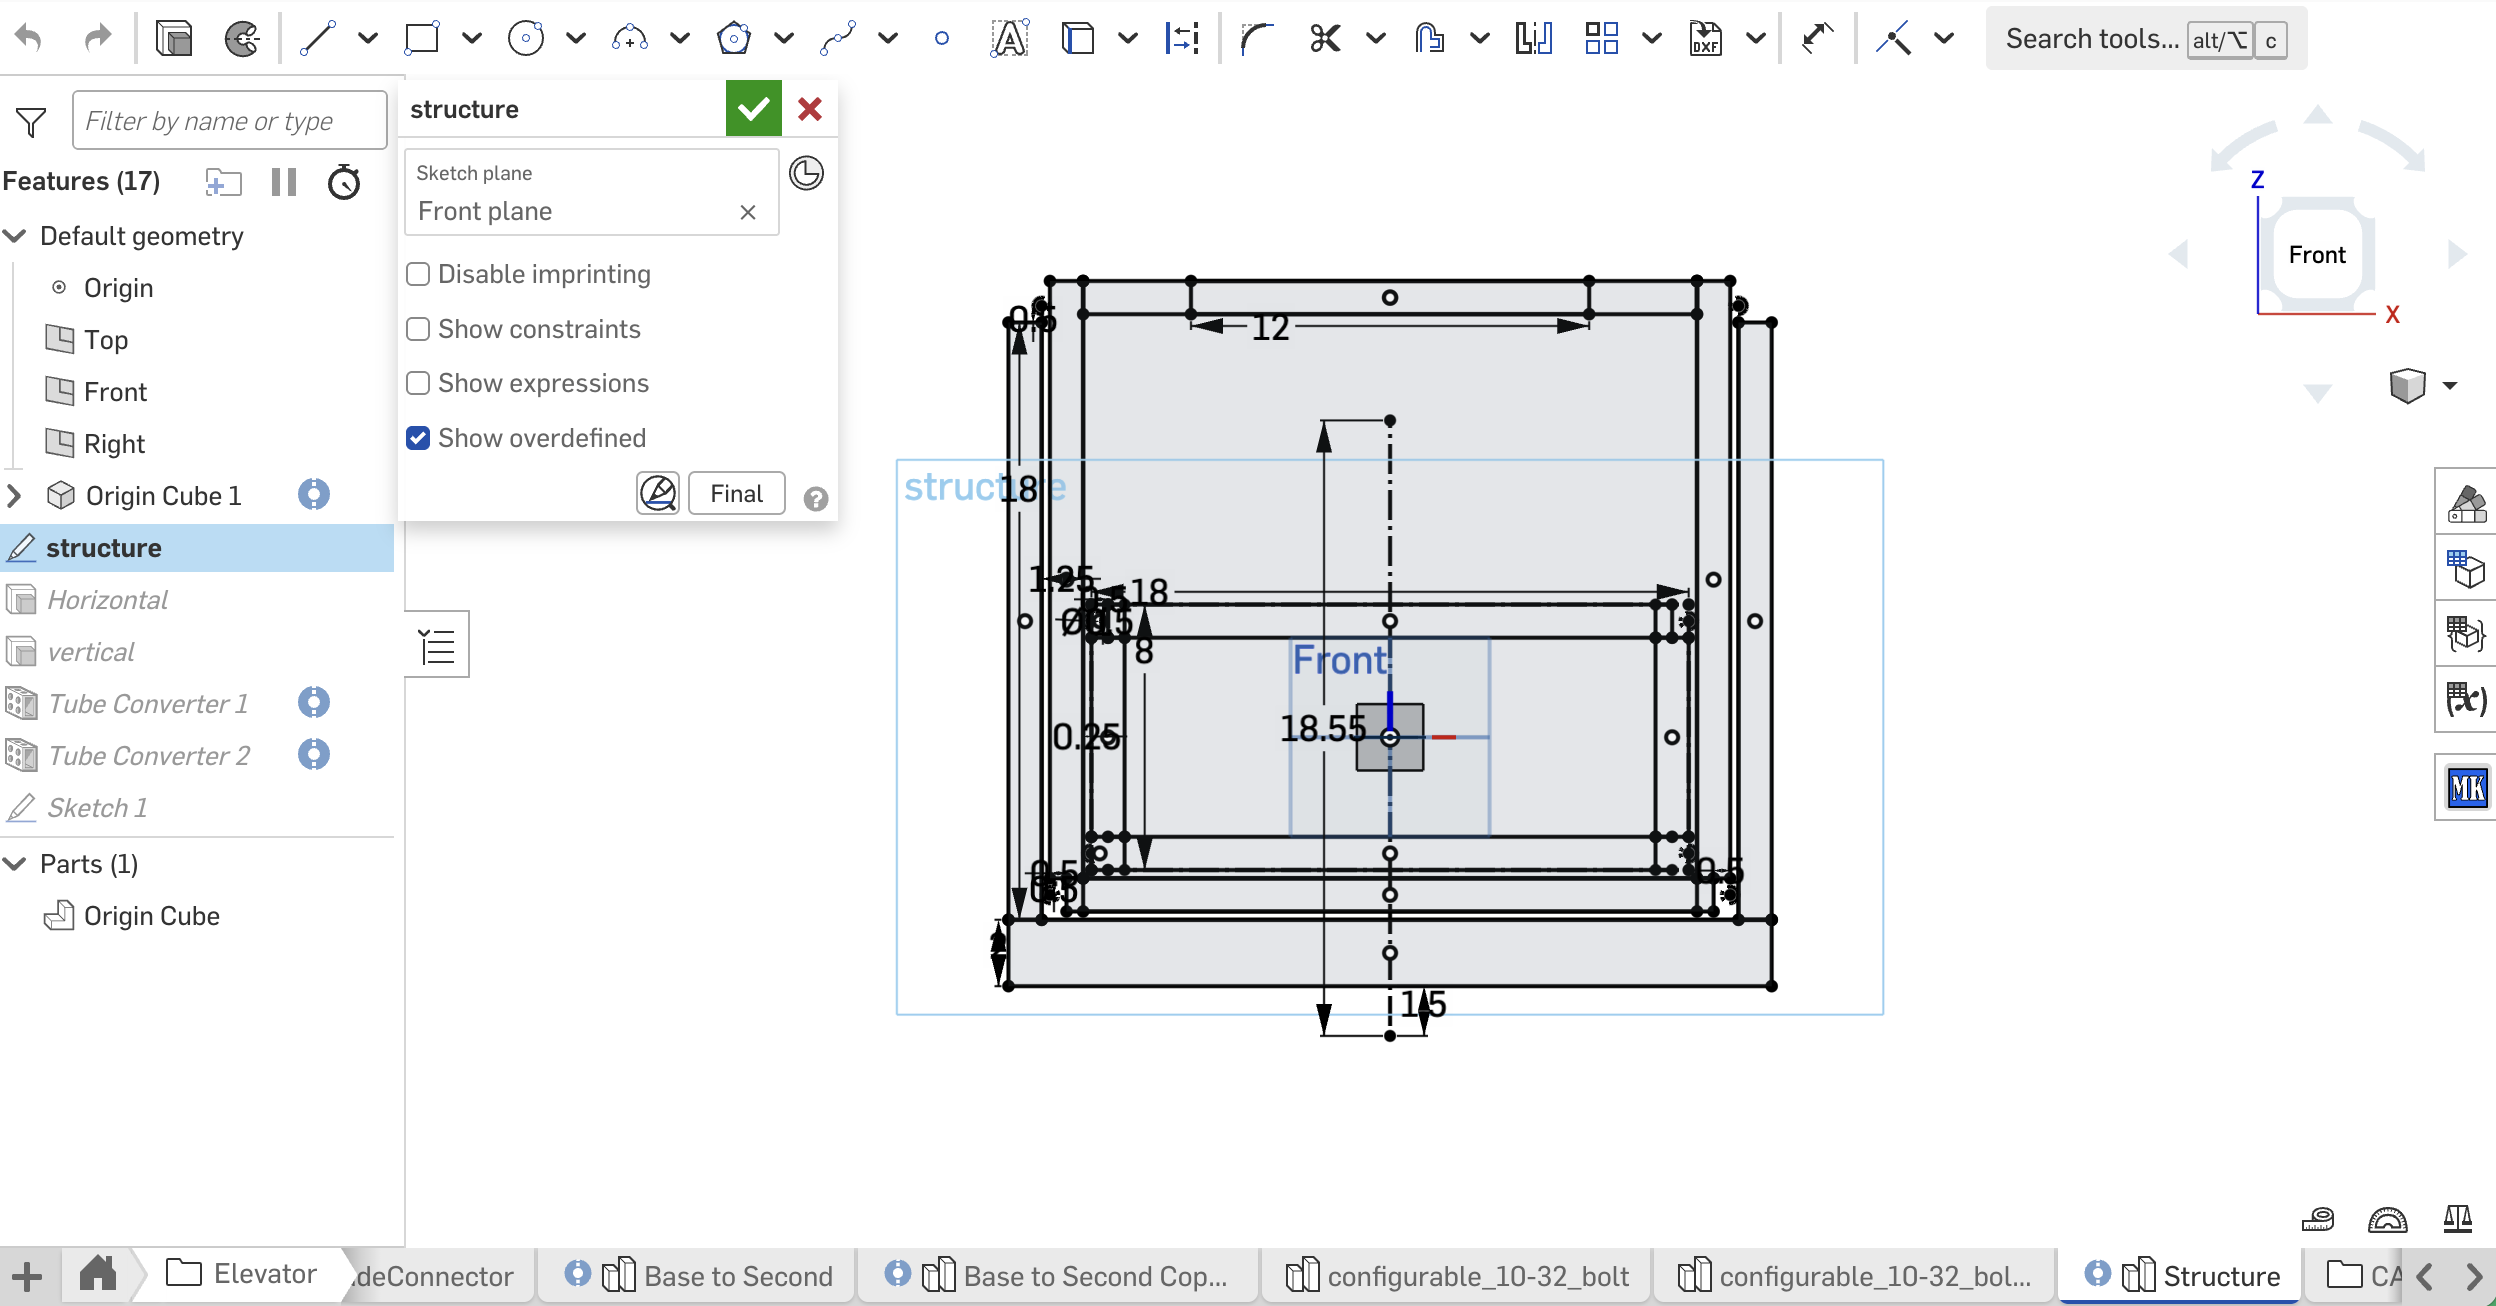 Search tools... alt/⌥ c
Filter by name or type
Features (17)
Default geometry
Origin
Top
Front
Right
Origin Cube 1
structure
Horizontal
vertical
Tube Converter 1
Tube Converter 2
Sketch 1
Parts (1)
Origin Cube
structure
Sketch plane
Front plane
Disable imprinting
Show constraints
Show expressions
Show overdefined
Final
Z
Front
X
12
structure
18
1.25
18
8
Front
0.25
18.55
0.5
0.5
2
1.5
DXF
MK
Elevator
deConnector
Base to Second
Base to Second Cop...
configurable_10-32_bolt
configurable_10-32_bol...
Structure
CA